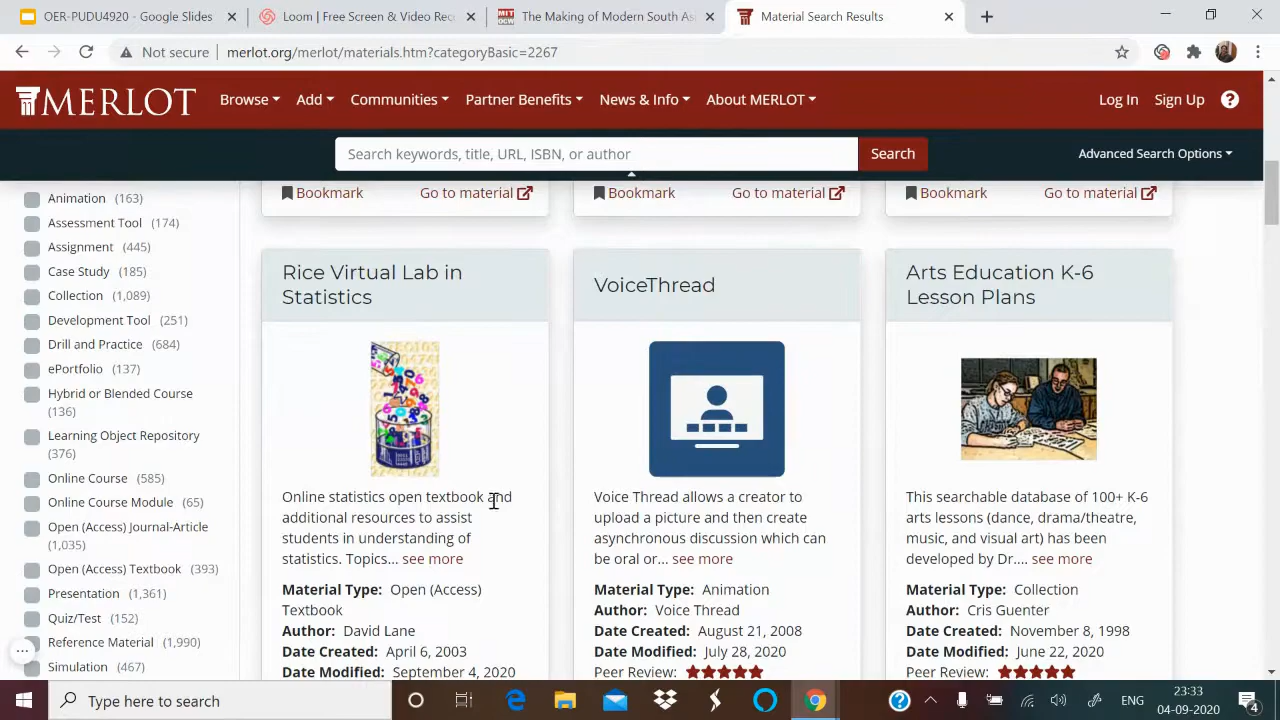 OER-PUDU4920 - Google Slides
Loom | Free Screen & Video Re
The Making of Modern South As
Material Search Results
Not secure
merlot.org/merlot/materials.htm?categoryBasic=2267
MERLOT
Browse
Add
Communities
Partner Benefits
News & Info
About MERLOT
Log In
Sign Up
Search keywords, title, URL, ISBN, or author
Search
Advanced Search Options
Animation (163)
Assessment Tool (174)
Assignment (445)
Case Study (185)
Collection (1,089)
Development Tool (251)
Drill and Practice (684)
ePortfolio (137)
Hybrid or Blended Course
(136)
Learning Object Repository
(376)
Online Course (585)
Online Course Module (65)
Open (Access) Journal-Article
(1,035)
Open (Access) Textbook (393)
Presentation (1,361)
Quiz/Test (152)
Reference Material (1,990)
Simulation (467)
Bookmark
Go to material
Bookmark
Go to material
Bookmark
Go to material
Rice Virtual Lab in
Statistics
Online statistics open textbook and
additional resources to assist
students in understanding of
statistics. Topics... see more
Material Type: Open (Access)
Textbook
Author: David Lane
Date Created: April 6, 2003
Date Modified: September 4, 2020
VoiceThread
Voice Thread allows a creator to
upload a picture and then create
asynchronous discussion which can
be oral or... see more
Material Type: Animation
Author: Voice Thread
Date Created: August 21, 2008
Date Modified: July 28, 2020
Peer Review:
Arts Education K-6
Lesson Plans
This searchable database of 100+ K-6
arts lessons (dance, drama/theatre,
music, and visual art) has been
developed by Dr.... see more
Material Type: Collection
Author: Cris Guenter
Date Created: November 8, 1998
Date Modified: June 22, 2020
Peer Review:
Type here to search
ENG
23:33
04-09-2020
4